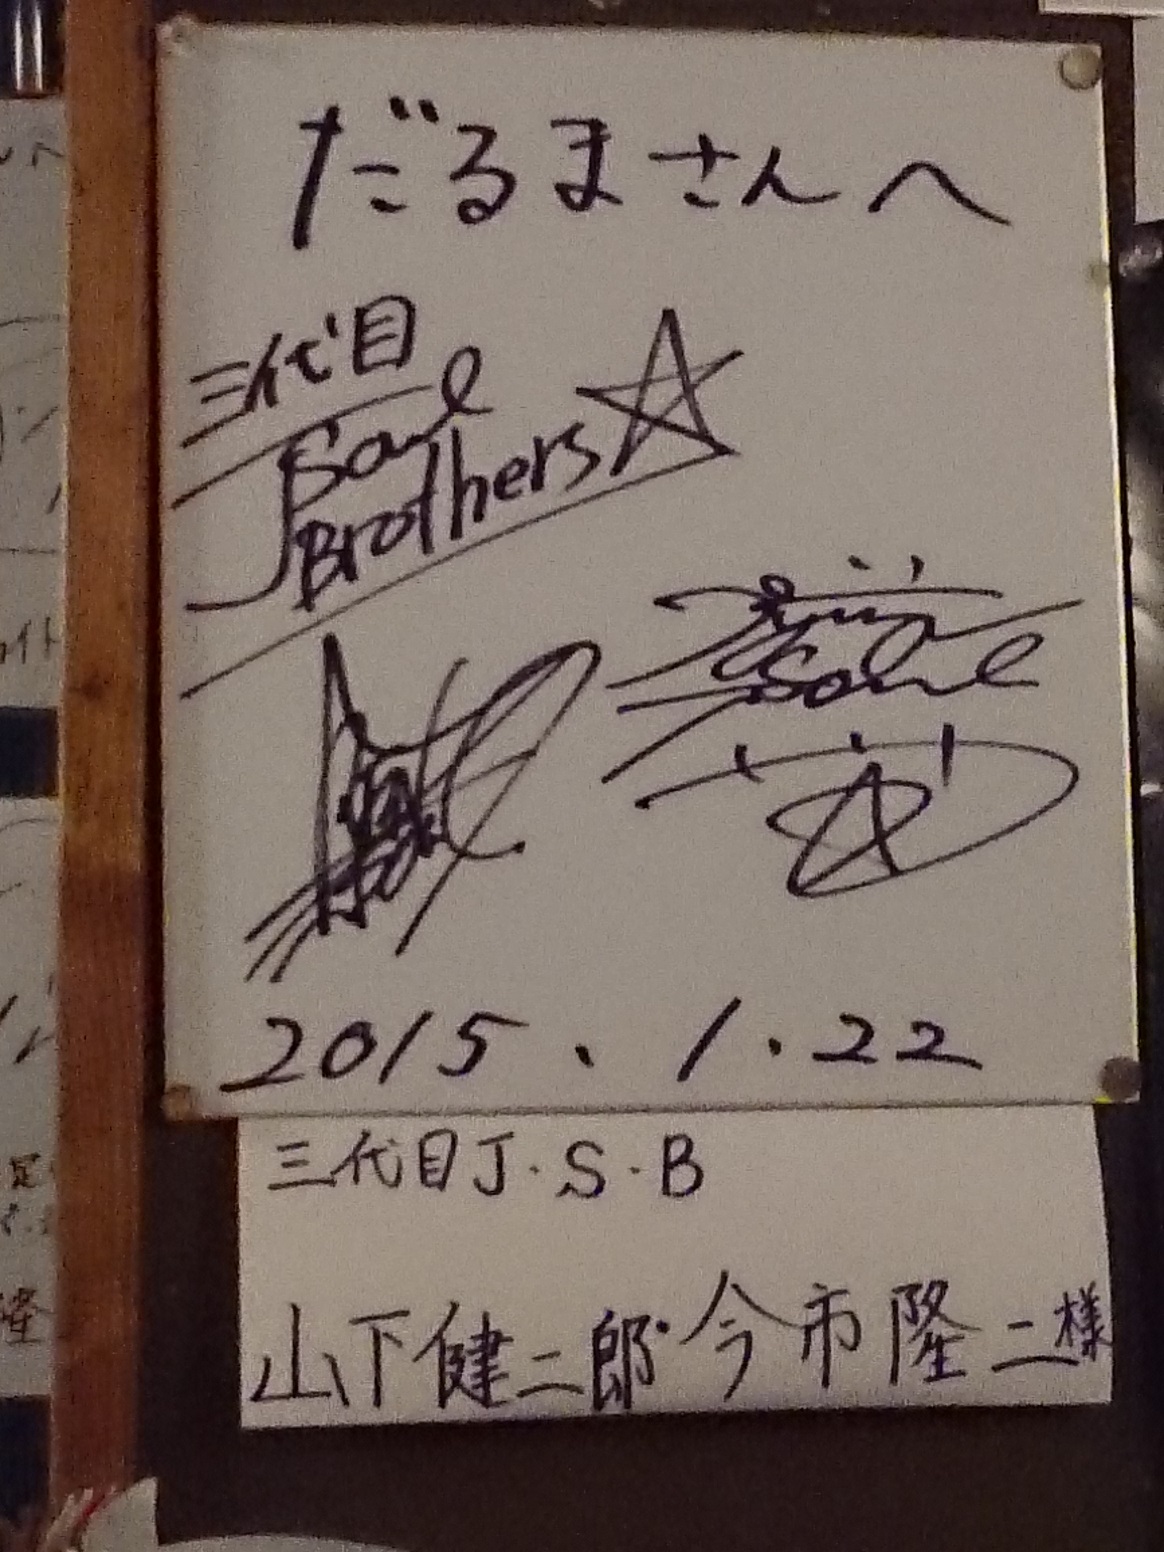 だるまさんへ
三代目
J Soul
Brothers
Soul
2015.1.22
三代目J・S・B
山下健二郎・今市隆二様